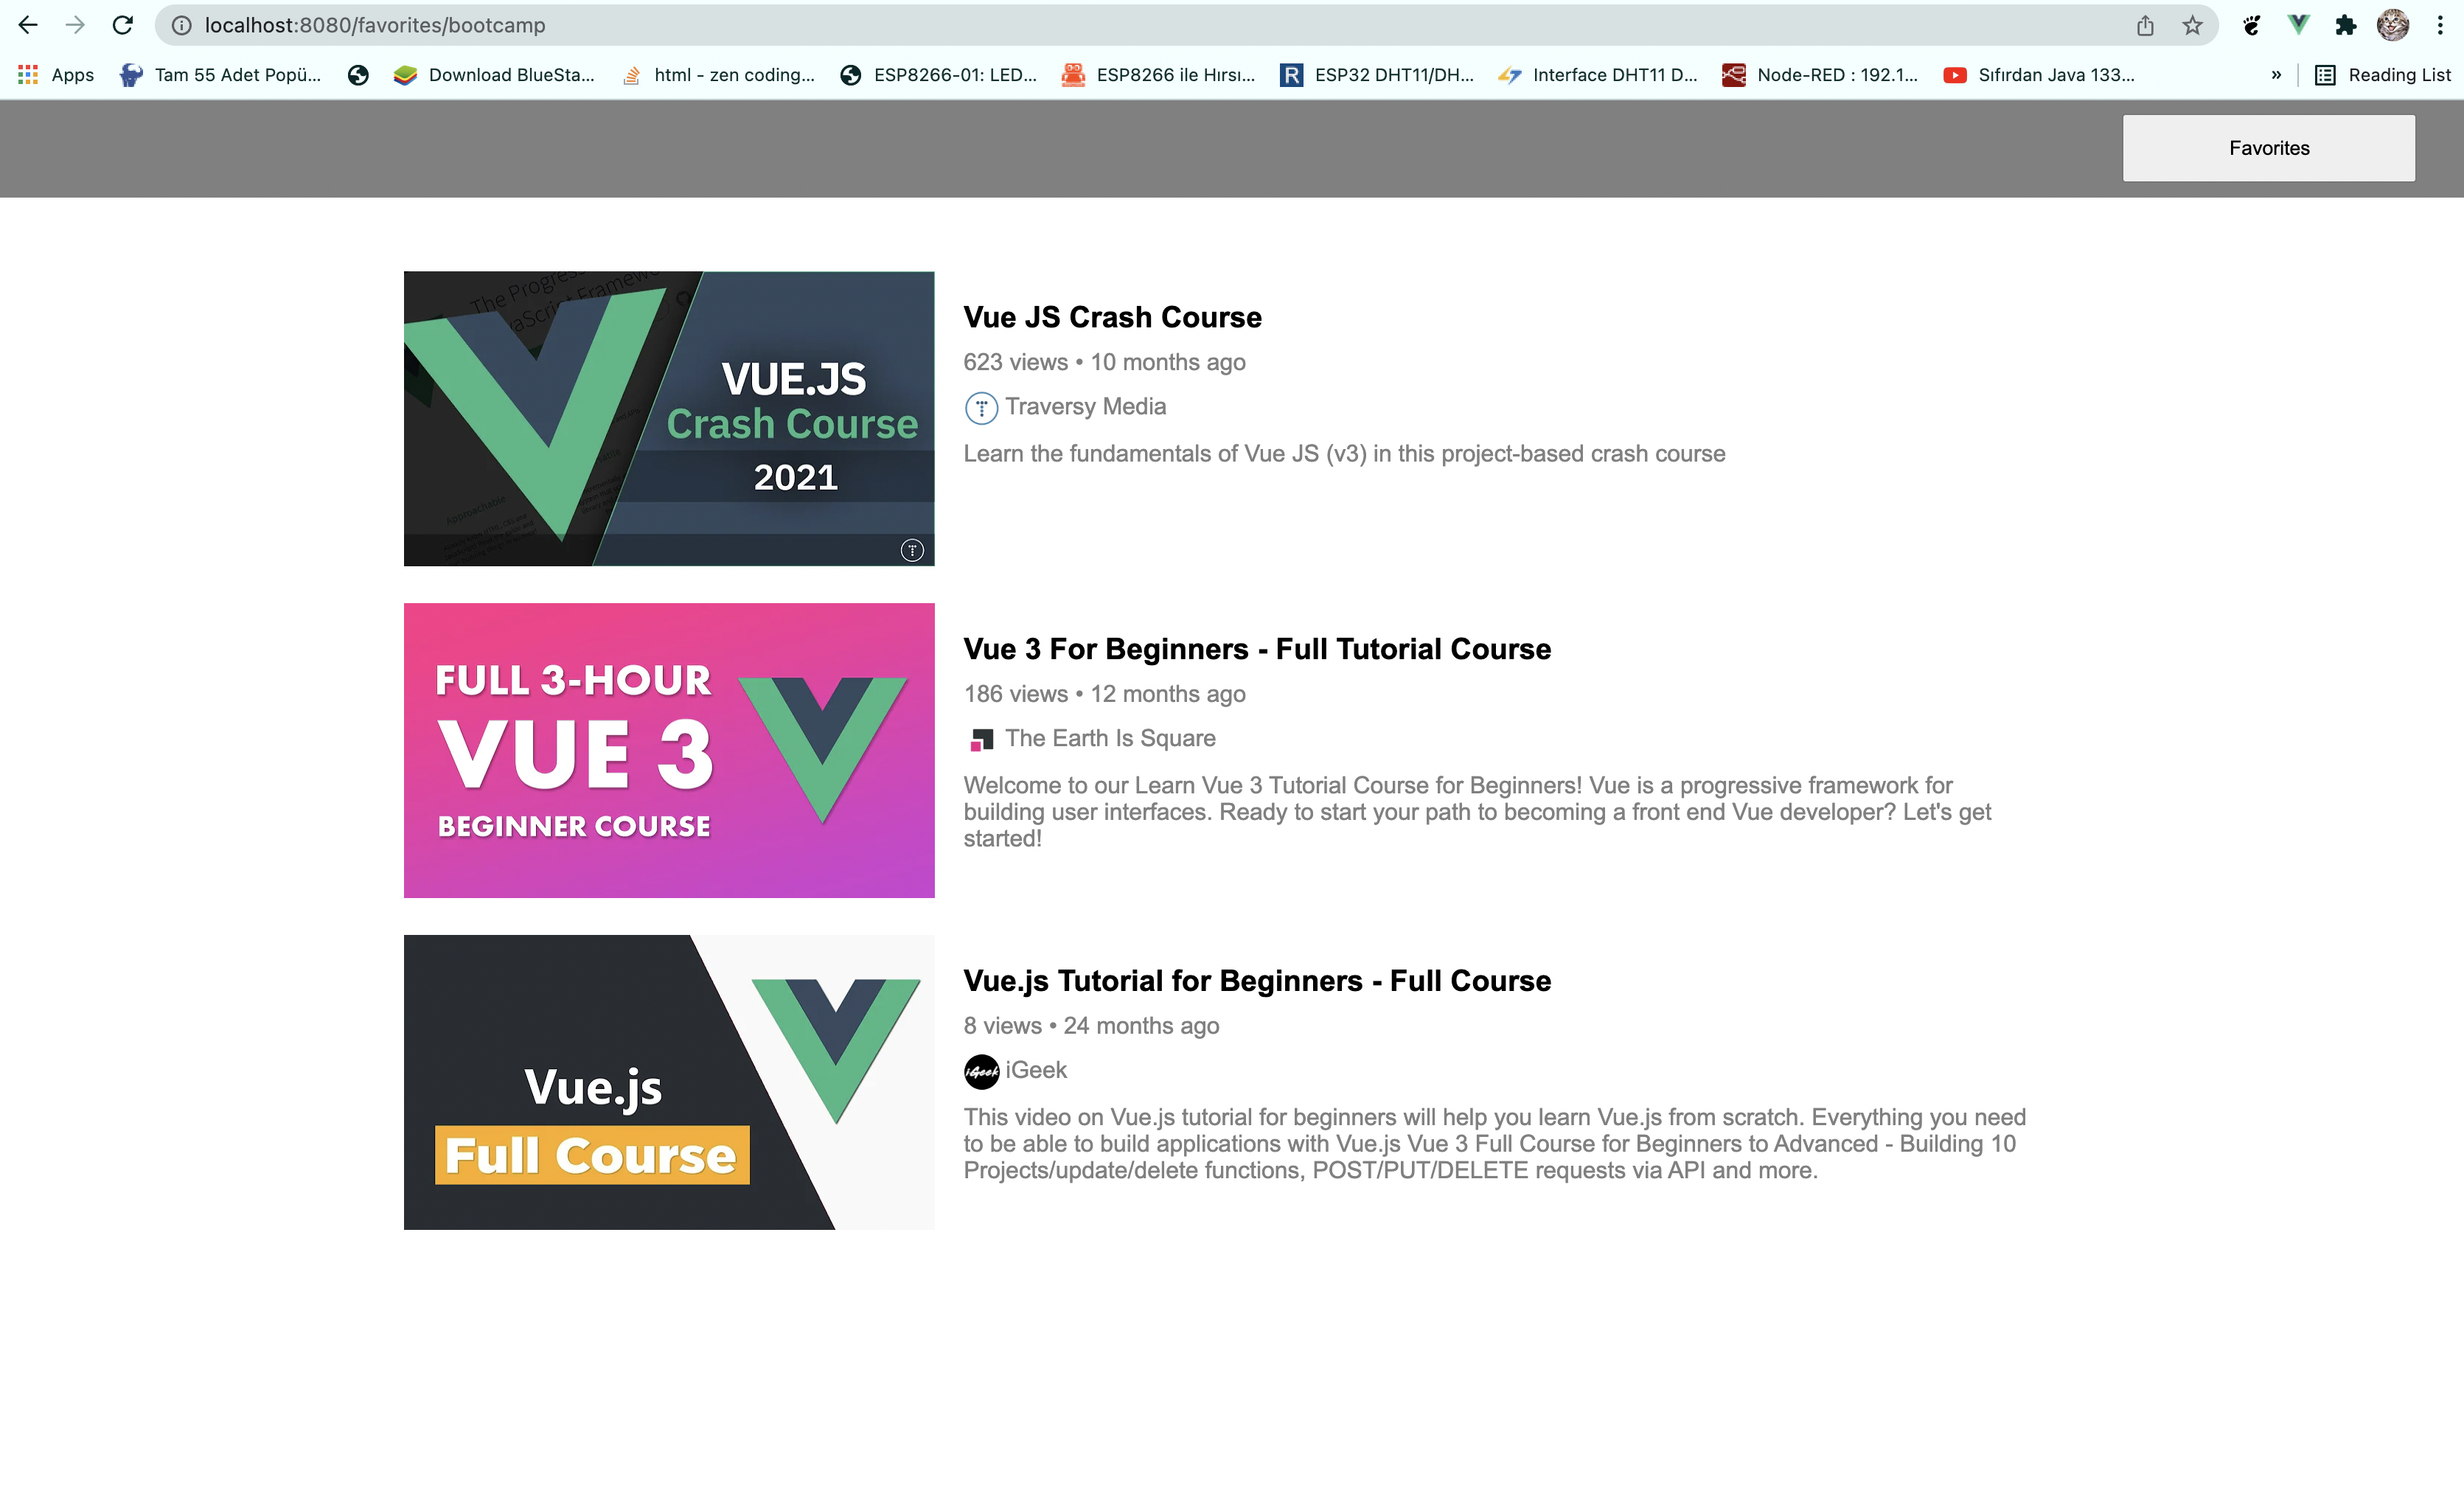 localhost:8080/favorites/bootcamp
Apps
Tam 55 Adet Popü...
Download BlueSta...
html - zen coding...
ESP8266-01: LED...
ESP8266 ile Hırsı...
R
ESP32 DHT11/DH...
Interface DHT11 D...
Node-RED : 192.1...
Sıfırdan Java 133...
»
Reading List
Favorites
The Progress
JavaScript Framewo
Approachable
VUE.JS
Crash Course
2021
Vue JS Crash Course
623 views • 10 months ago
Traversy Media
Learn the fundamentals of Vue JS (v3) in this project-based crash course
FULL 3-HOUR
VUE 3
BEGINNER COURSE
Vue 3 For Beginners - Full Tutorial Course
186 views • 12 months ago
The Earth Is Square
Welcome to our Learn Vue 3 Tutorial Course for Beginners! Vue is a progressive framework for
building user interfaces. Ready to start your path to becoming a front end Vue developer? Let's get
started!
Vue.js
Full Course
Vue.js Tutorial for Beginners - Full Course
8 views • 24 months ago
iGeek
iGeek
This video on Vue.js tutorial for beginners will help you learn Vue.js from scratch. Everything you need
to be able to build applications with Vue.js Vue 3 Full Course for Beginners to Advanced - Building 10
Projects/update/delete functions, POST/PUT/DELETE requests via API and more.